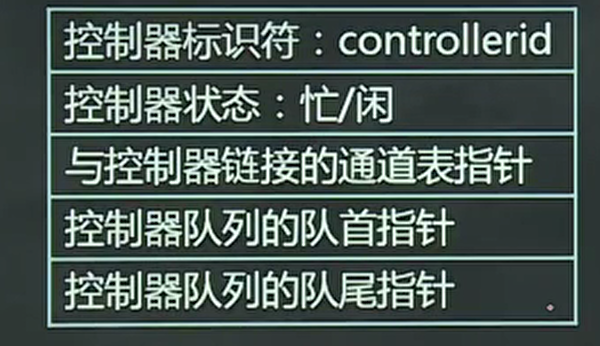 控制器标识符：controllerid
控制器状态：忙/闲
与控制器链接的通道表指针
控制器队列的队首指针
控制器队列的队尾指针